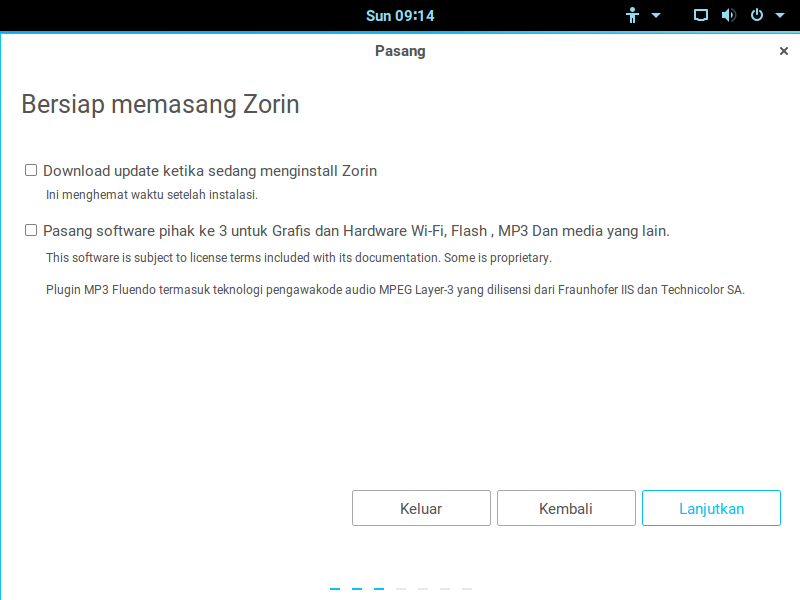 Sun 09:14
Pasang
Bersiap memasang Zorin
Download update ketika sedang menginstall Zorin
Ini menghemat waktu setelah instalasi.
Pasang software pihak ke 3 untuk Grafis dan Hardware Wi-Fi, Flash , MP3 Dan media yang lain.
This software is subject to license terms included with its documentation. Some is proprietary.
Plugin MP3 Fluendo termasuk teknologi pengawakode audio MPEG Layer-3 yang dilisensi dari Fraunhofer IIS dan Technicolor SA.
Keluar
Kembali
Lanjutkan